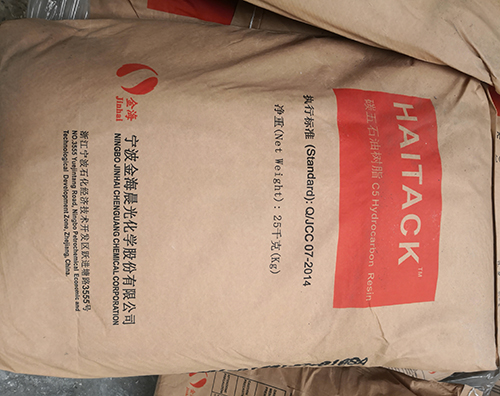 HAITACK™
碳五石油树脂 C5 Hydrocarbon Resin
执行标准 (Standard): Q/JCC 07-2014
净重(Net Weight): 25千克(Kg)
金海
Jinhai
宁波金海晨光化学股份有限公司
NINGBO JINHAI CHENGUANG CHEMICAL CORPORATION
浙江宁波石化经济技术开发区跃进塘路3555号
NO.3555 Yuejintang Road, Ningbo Petrochemical Economic and
Technological Development Zone, Zhejiang, China.